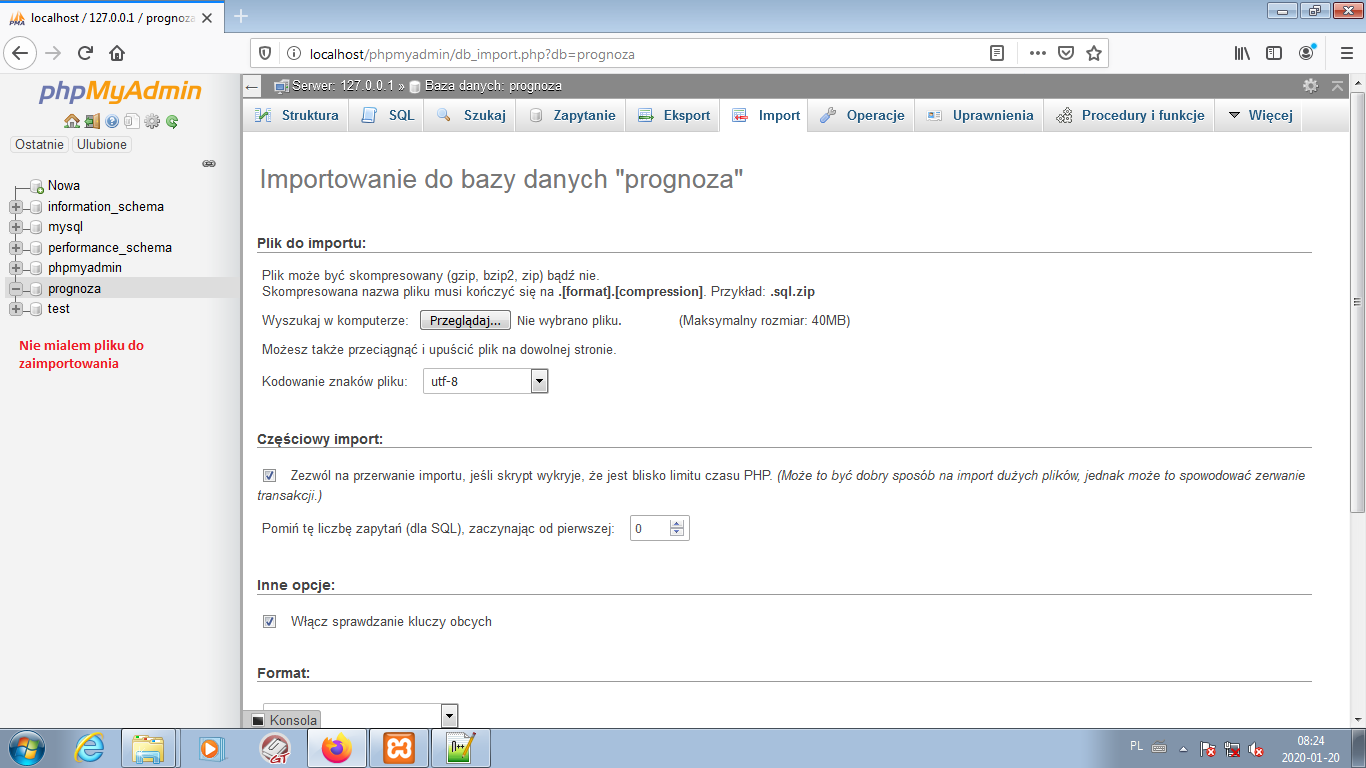 localhost / 127.0.0.1 / prognoza
localhost/phpmyadmin/db_import.php?db=prognoza
phpMyAdmin
Ostatnie Ulubione
Nowa
information_schema
mysql
performance_schema
phpmyadmin
prognoza
test
Nie mialem pliku do
zaimportowania
Serwer: 127.0.0.1 » Baza danych: prognoza
Struktura SQL Szukaj Zapytanie Eksport Import Operacje Uprawnienia Procedury i funkcje Więcej
Importowanie do bazy danych "prognoza"
Plik do importu:
Plik może być skompresowany (gzip, bzip2, zip) bądź nie.
Skompresowana nazwa pliku musi kończyć się na .[format].[compression]. Przykład: .sql.zip
Wyszukaj w komputerze: Przeglądaj... Nie wybrano pliku. (Maksymalny rozmiar: 40MB)
Możesz także przeciągnąć i upuścić plik na dowolnej stronie.
Kodowanie znaków pliku: utf-8
Częściowy import:
Zezwól na przerwanie importu, jeśli skrypt wykryje, że jest blisko limitu czasu PHP. (Może to być dobry sposób na import dużych plików, jednak może to spowodować zerwanie
transakcji.)
Pomiń tę liczbę zapytań (dla SQL), zaczynając od pierwszej: 0
Inne opcje:
Włącz sprawdzanie kluczy obcych
Format:
Konsola
PL
08:24
2020-01-20